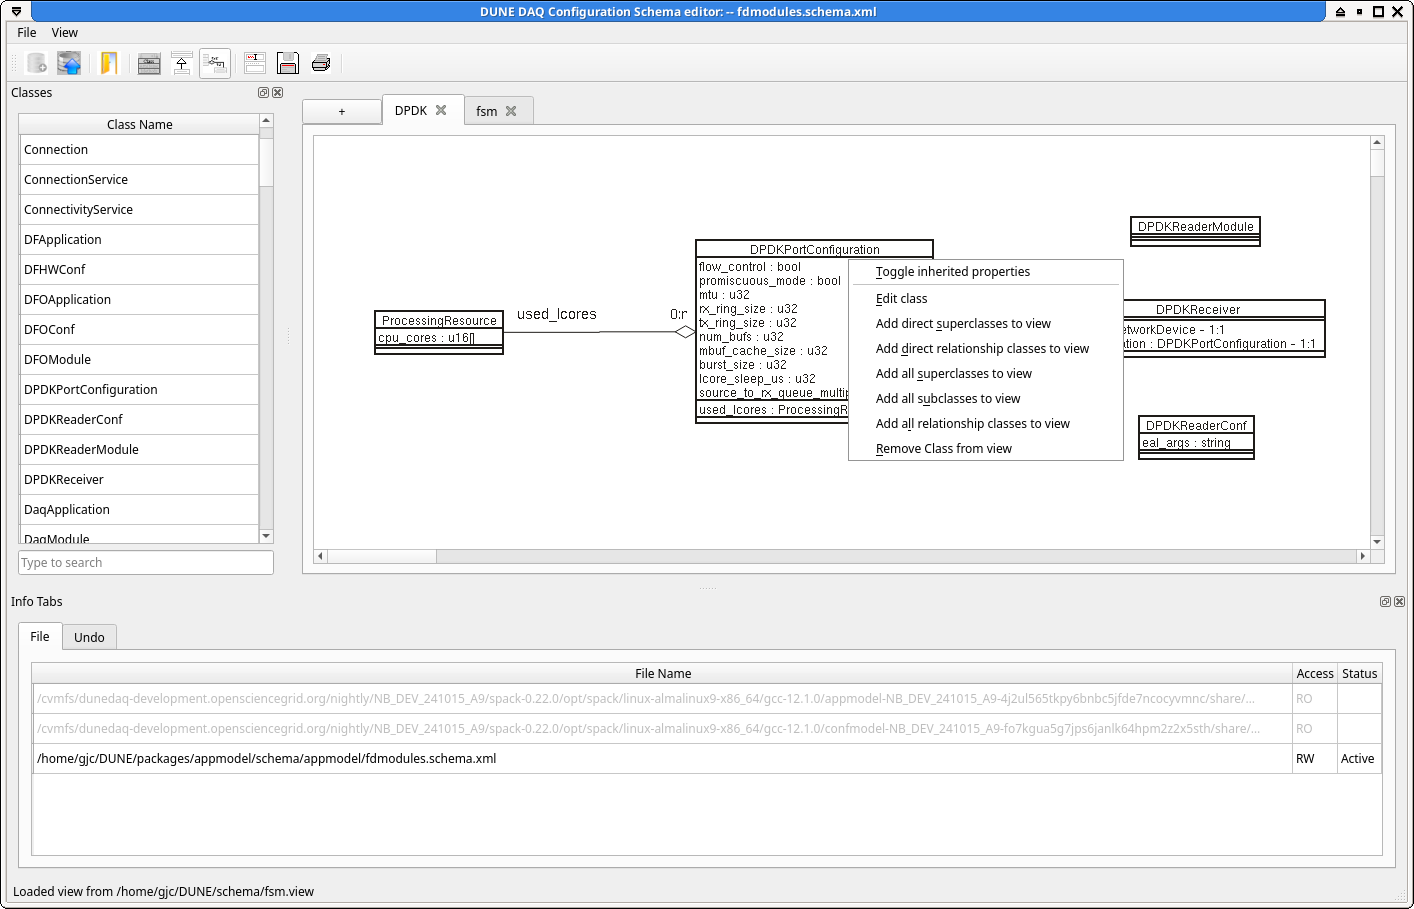 DUNE DAQ Configuration Schema editor: -- fdmodules.schema.xml
File View
Classes
Class Name
Connection
ConnectionService
ConnectivityService
DFApplication
DFHWConf
DFOApplication
DFOConf
DFOModule
DPDKPortConfiguration
DPDKReaderConf
DPDKReaderModule
DPDKReceiver
DaqApplication
DaqModule
Type to search
+ DPDK fsm
ProcessingResource
cpu_cores : u16[]
used_lcores 0:r
DPDKPortConfiguration
flow_control : bool
promiscuous_mode : bool
mtu : u32
rx_ring_size : u32
tx_ring_size : u32
num_bufs : u32
mbuf_cache_size : u32
burst_size : u32
lcore_sleep_us : u32
source_to_rx_queue_multip
used_lcores : ProcessingR
Toggle inherited properties
Edit class
Add direct superclasses to view
Add direct relationship classes to view
Add all superclasses to view
Add all subclasses to view
Add all relationship classes to view
Remove Class from view
DPDKReaderModule
DPDKReceiver
etworkDevice - 1:1
ation : DPDKPortConfiguration - 1:1
DPDKReaderConf
eal_args : string
Info Tabs
File Undo
File Name Access Status
/cvmfs/dunedaq-development.opensciencegrid.org/nightly/NB_DEV_241015_A9/spack-0.22.0/opt/spack/linux-almalinux9-x86_64/gcc-12.1.0/appmodel-NB_DEV_241015_A9-4j2ul565tkpy6bnbc5jfde7ncocyvmnc/share/... RO
/cvmfs/dunedaq-development.opensciencegrid.org/nightly/NB_DEV_241015_A9/spack-0.22.0/opt/spack/linux-almalinux9-x86_64/gcc-12.1.0/confmodel-NB_DEV_241015_A9-fo7kgua5g7jps6janlk64hpm2z2x5sth/share/... RO
/home/gjc/DUNE/packages/appmodel/schema/appmodel/fdmodules.schema.xml RW Active
Loaded view from /home/gjc/DUNE/schema/fsm.view